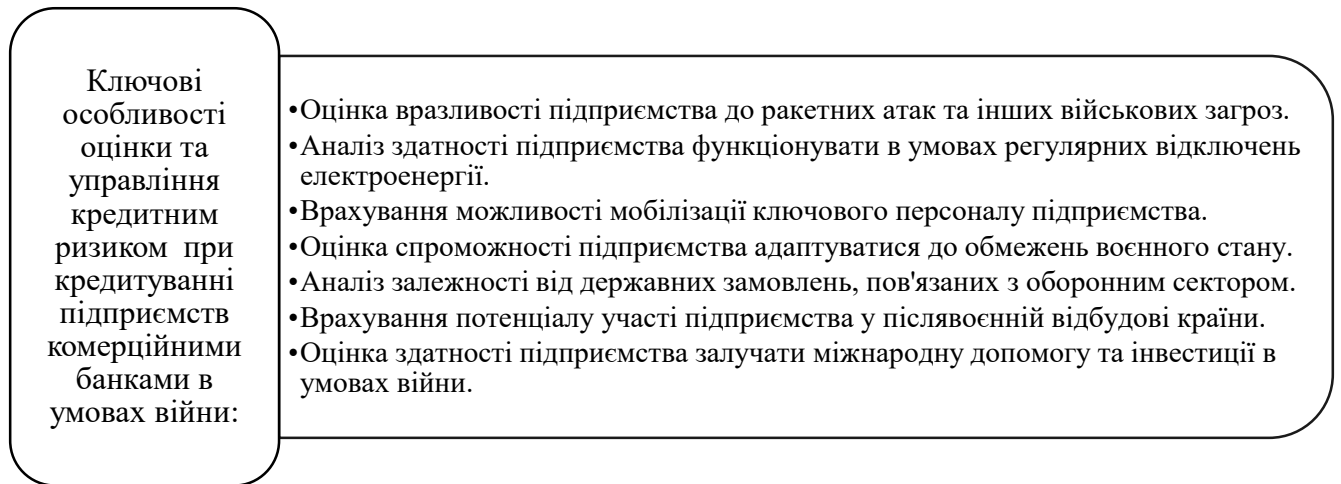 Ключові
особливості
оцінки та
управління
кредитним
ризиком при
кредитуванні
підприємств
комерційними
банками в
умовах війни:
•Оцінка вразливості підприємства до ракетних атак та інших військових загроз.
•Аналіз здатності підприємства функціонувати в умовах регулярних відключень
електроенергії.
•Врахування можливості мобілізації ключового персоналу підприємства.
•Оцінка спроможності підприємства адаптуватися до обмежень воєнного стану.
•Аналіз залежності від державних замовлень, пов'язаних з оборонним сектором.
•Врахування потенціалу участі підприємства у післявоєнній відбудові країни.
•Оцінка здатності підприємства залучати міжнародну допомогу та інвестиції в
умовах війни.